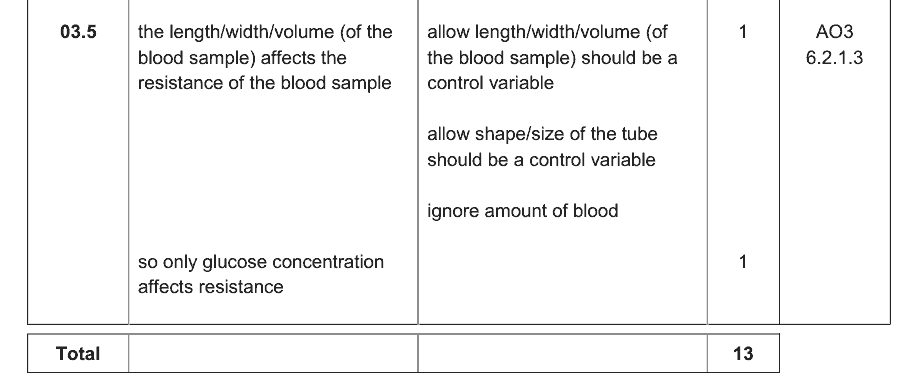 03.5
the length/width/volume (of the
blood sample) affects the
resistance of the blood sample
allow length/width/volume (of
the blood sample) should be a
control variable
allow shape/size of the tube
should be a control variable
ignore amount of blood
1
AO3
6.2.1.3
so only glucose concentration
affects resistance
1
Total
13